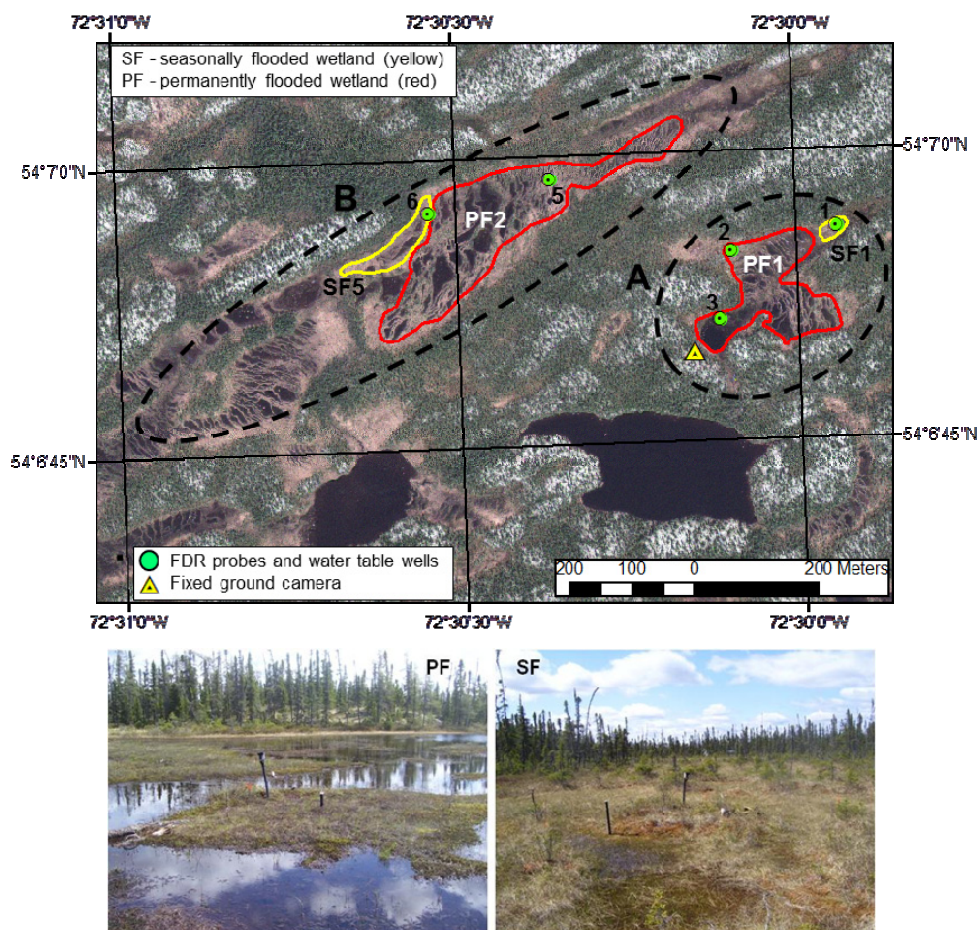 72°31'0"W 72°30'30"W 72°30'0"W
SF - seasonally flooded wetland (yellow)
PF - permanently flooded wetland (red)
54°7'0"N
54°7'0"N
B
6
5
PF2
SF5
A
1
2
PF1
SF1
3
54°6'45"N
54°6'45"N
FDR probes and water table wells
Fixed ground camera
200 100 0 200 Meters
72°31'0"W 72°30'30"W 72°30'0"W
PF
SF